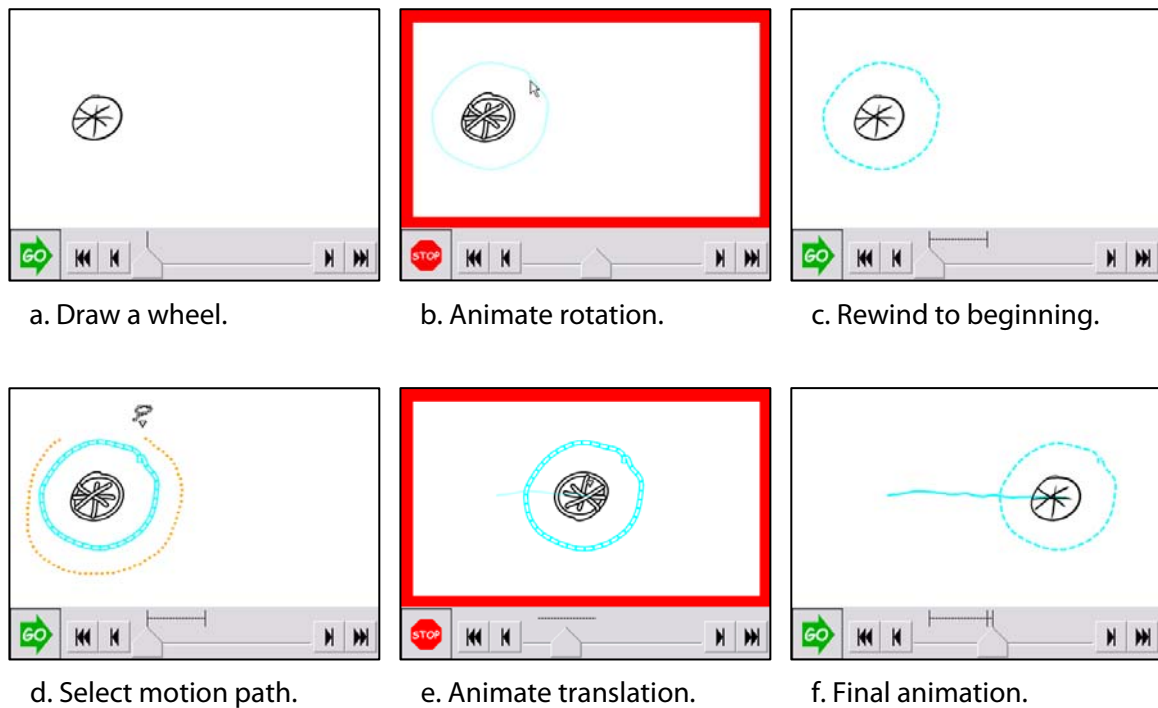 GO
STOP
GO
a. Draw a wheel.
b. Animate rotation.
c. Rewind to beginning.
GO
STOP
GO
d. Select motion path.
e. Animate translation.
f. Final animation.